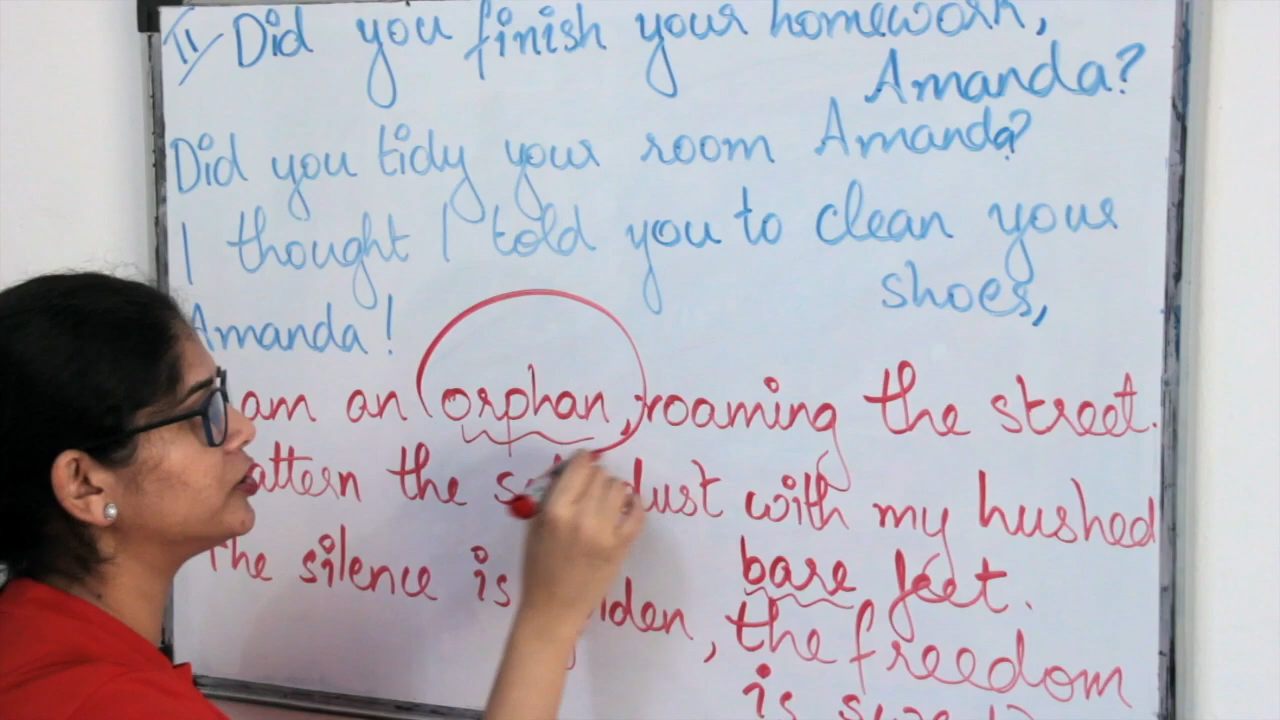 II/ Did you finish your homework,
Amanda?
Did you tidy your room Amanda?
I thought I told you to clean your
shoes,
Amanda!
am an orphan, roaming the street.
attern the dust with my hushed
bare feet.
The silence is lden, the freedom
is